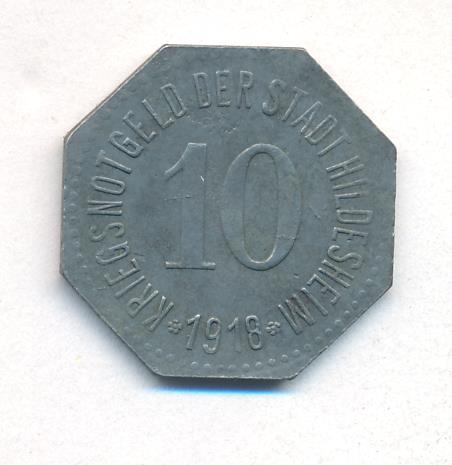 KRIEGSNOTGELD DER STADT HILDESHEIM
10
*1918*